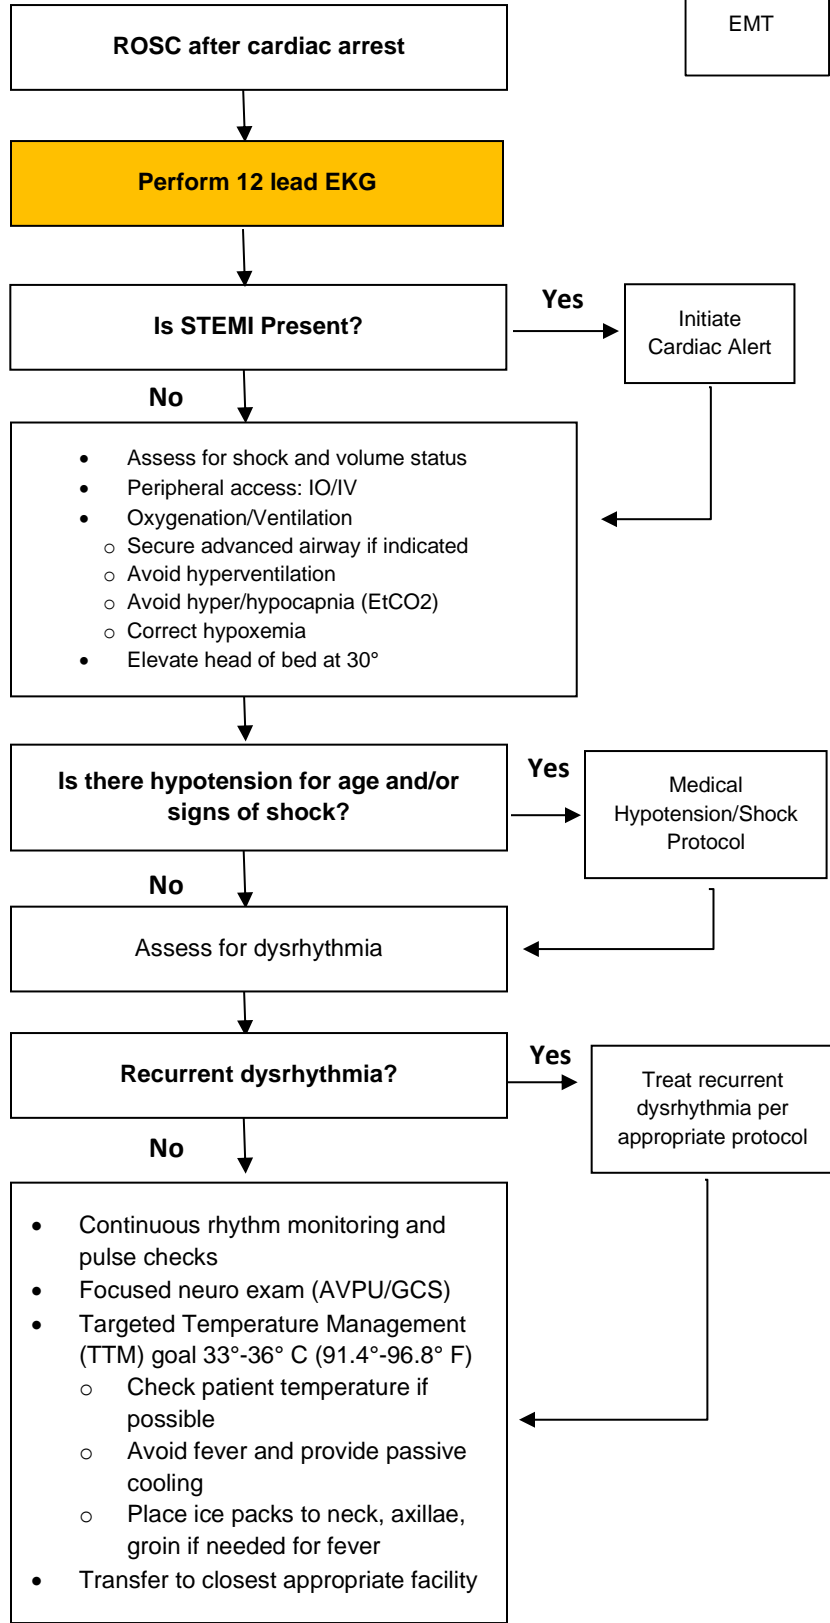 EMT
ROSC after cardiac arrest
Perform 12 lead EKG
Is STEMI Present?
Yes
Initiate
Cardiac Alert
No
• Assess for shock and volume status
• Peripheral access: IO/IV
• Oxygenation/Ventilation
o Secure advanced airway if indicated
o Avoid hyperventilation
o Avoid hyper/hypocapnia (EtCO2)
o Correct hypoxemia
• Elevate head of bed at 30°
Is there hypotension for age and/or
signs of shock?
Yes
Medical
Hypotension/Shock
Protocol
No
Assess for dysrhythmia
Recurrent dysrhythmia?
Yes
Treat recurrent
dysrhythmia per
appropriate protocol
No
• Continuous rhythm monitoring and
pulse checks
• Focused neuro exam (AVPU/GCS)
• Targeted Temperature Management
(TTM) goal 33°-36° C (91.4°-96.8° F)
o Check patient temperature if
possible
o Avoid fever and provide passive
cooling
o Place ice packs to neck, axillae,
groin if needed for fever
• Transfer to closest appropriate facility